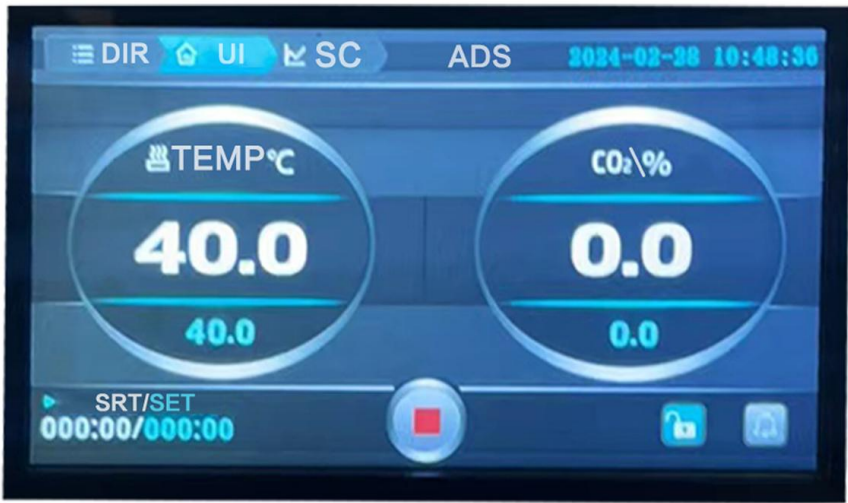 DIR UI SC ADS 2024-02-28 10:48:36
TEMP℃
40.0
40.0
CO₂\%
0.0
0.0
SRT/SET
000:00/000:00